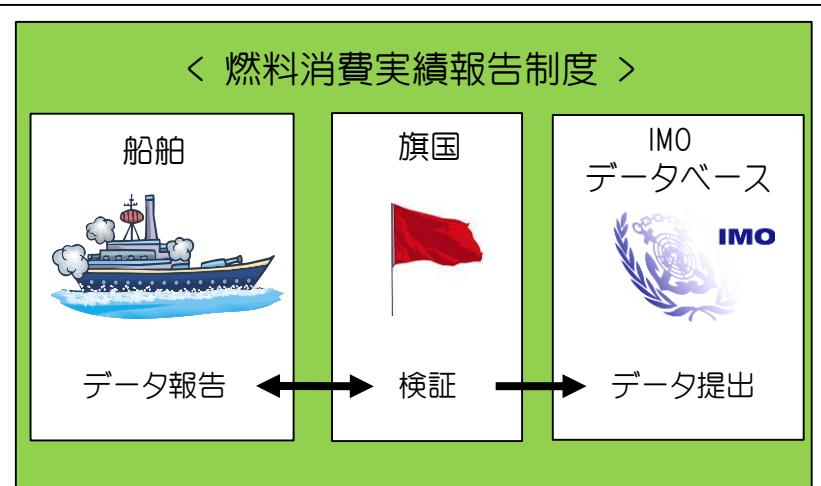 < 燃料消費実績報告制度 >
船舶
旗国
IMO
データベース
IMO
データ報告
検証
データ提出